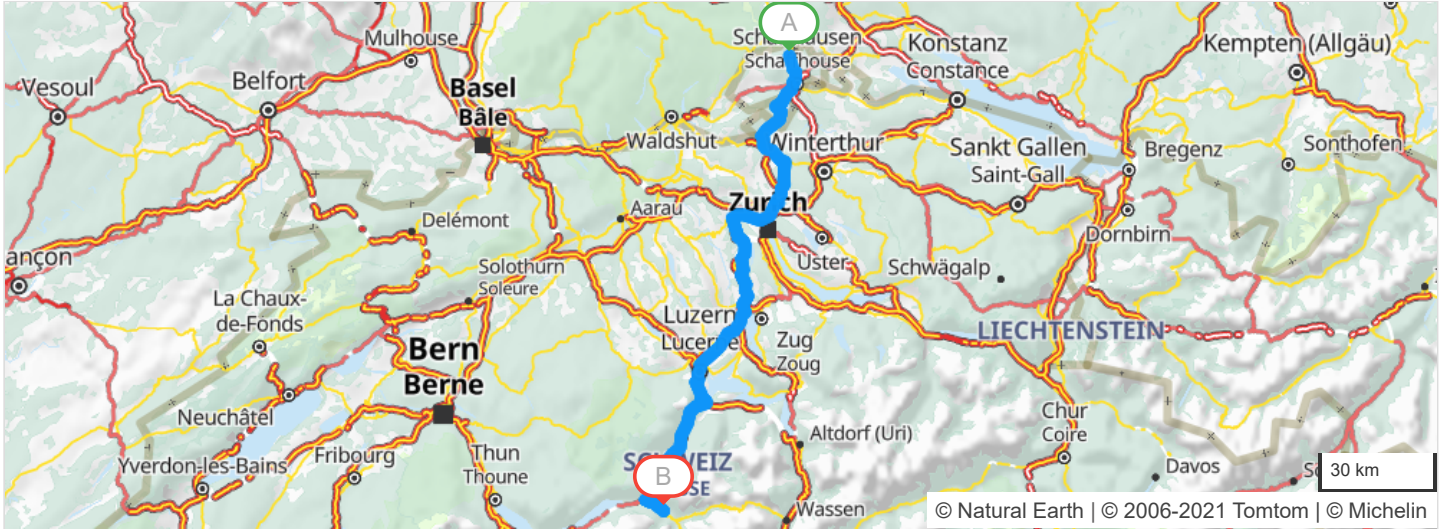 A
Schaffhausen
Schaffhouse
Mulhouse
Konstanz
Constance
Kempten (Allgäu)
Vesoul
Belfort
Basel
Bâle
Waldshut
Winterthur
Sankt Gallen
Saint-Gall
Bregenz
Sonthofen
Zurich
Aarau
Delémont
Dornbirn
ançon
Uster
Schwägalp
Solothurn
Soleure
La Chaux-
de-Fonds
Luzern
Lucerne
LIECHTENSTEIN
Zug
Zoug
Bern
Berne
Neuchâtel
Chur
Coire
Altdorf (Uri)
Yverdon-les-Bains
Fribourg
Thun
Thoune
SCHWEIZ
B
SE
Davos
Sc
30 km
Wassen
© Natural Earth | © 2006-2021 Tomtom | © Michelin